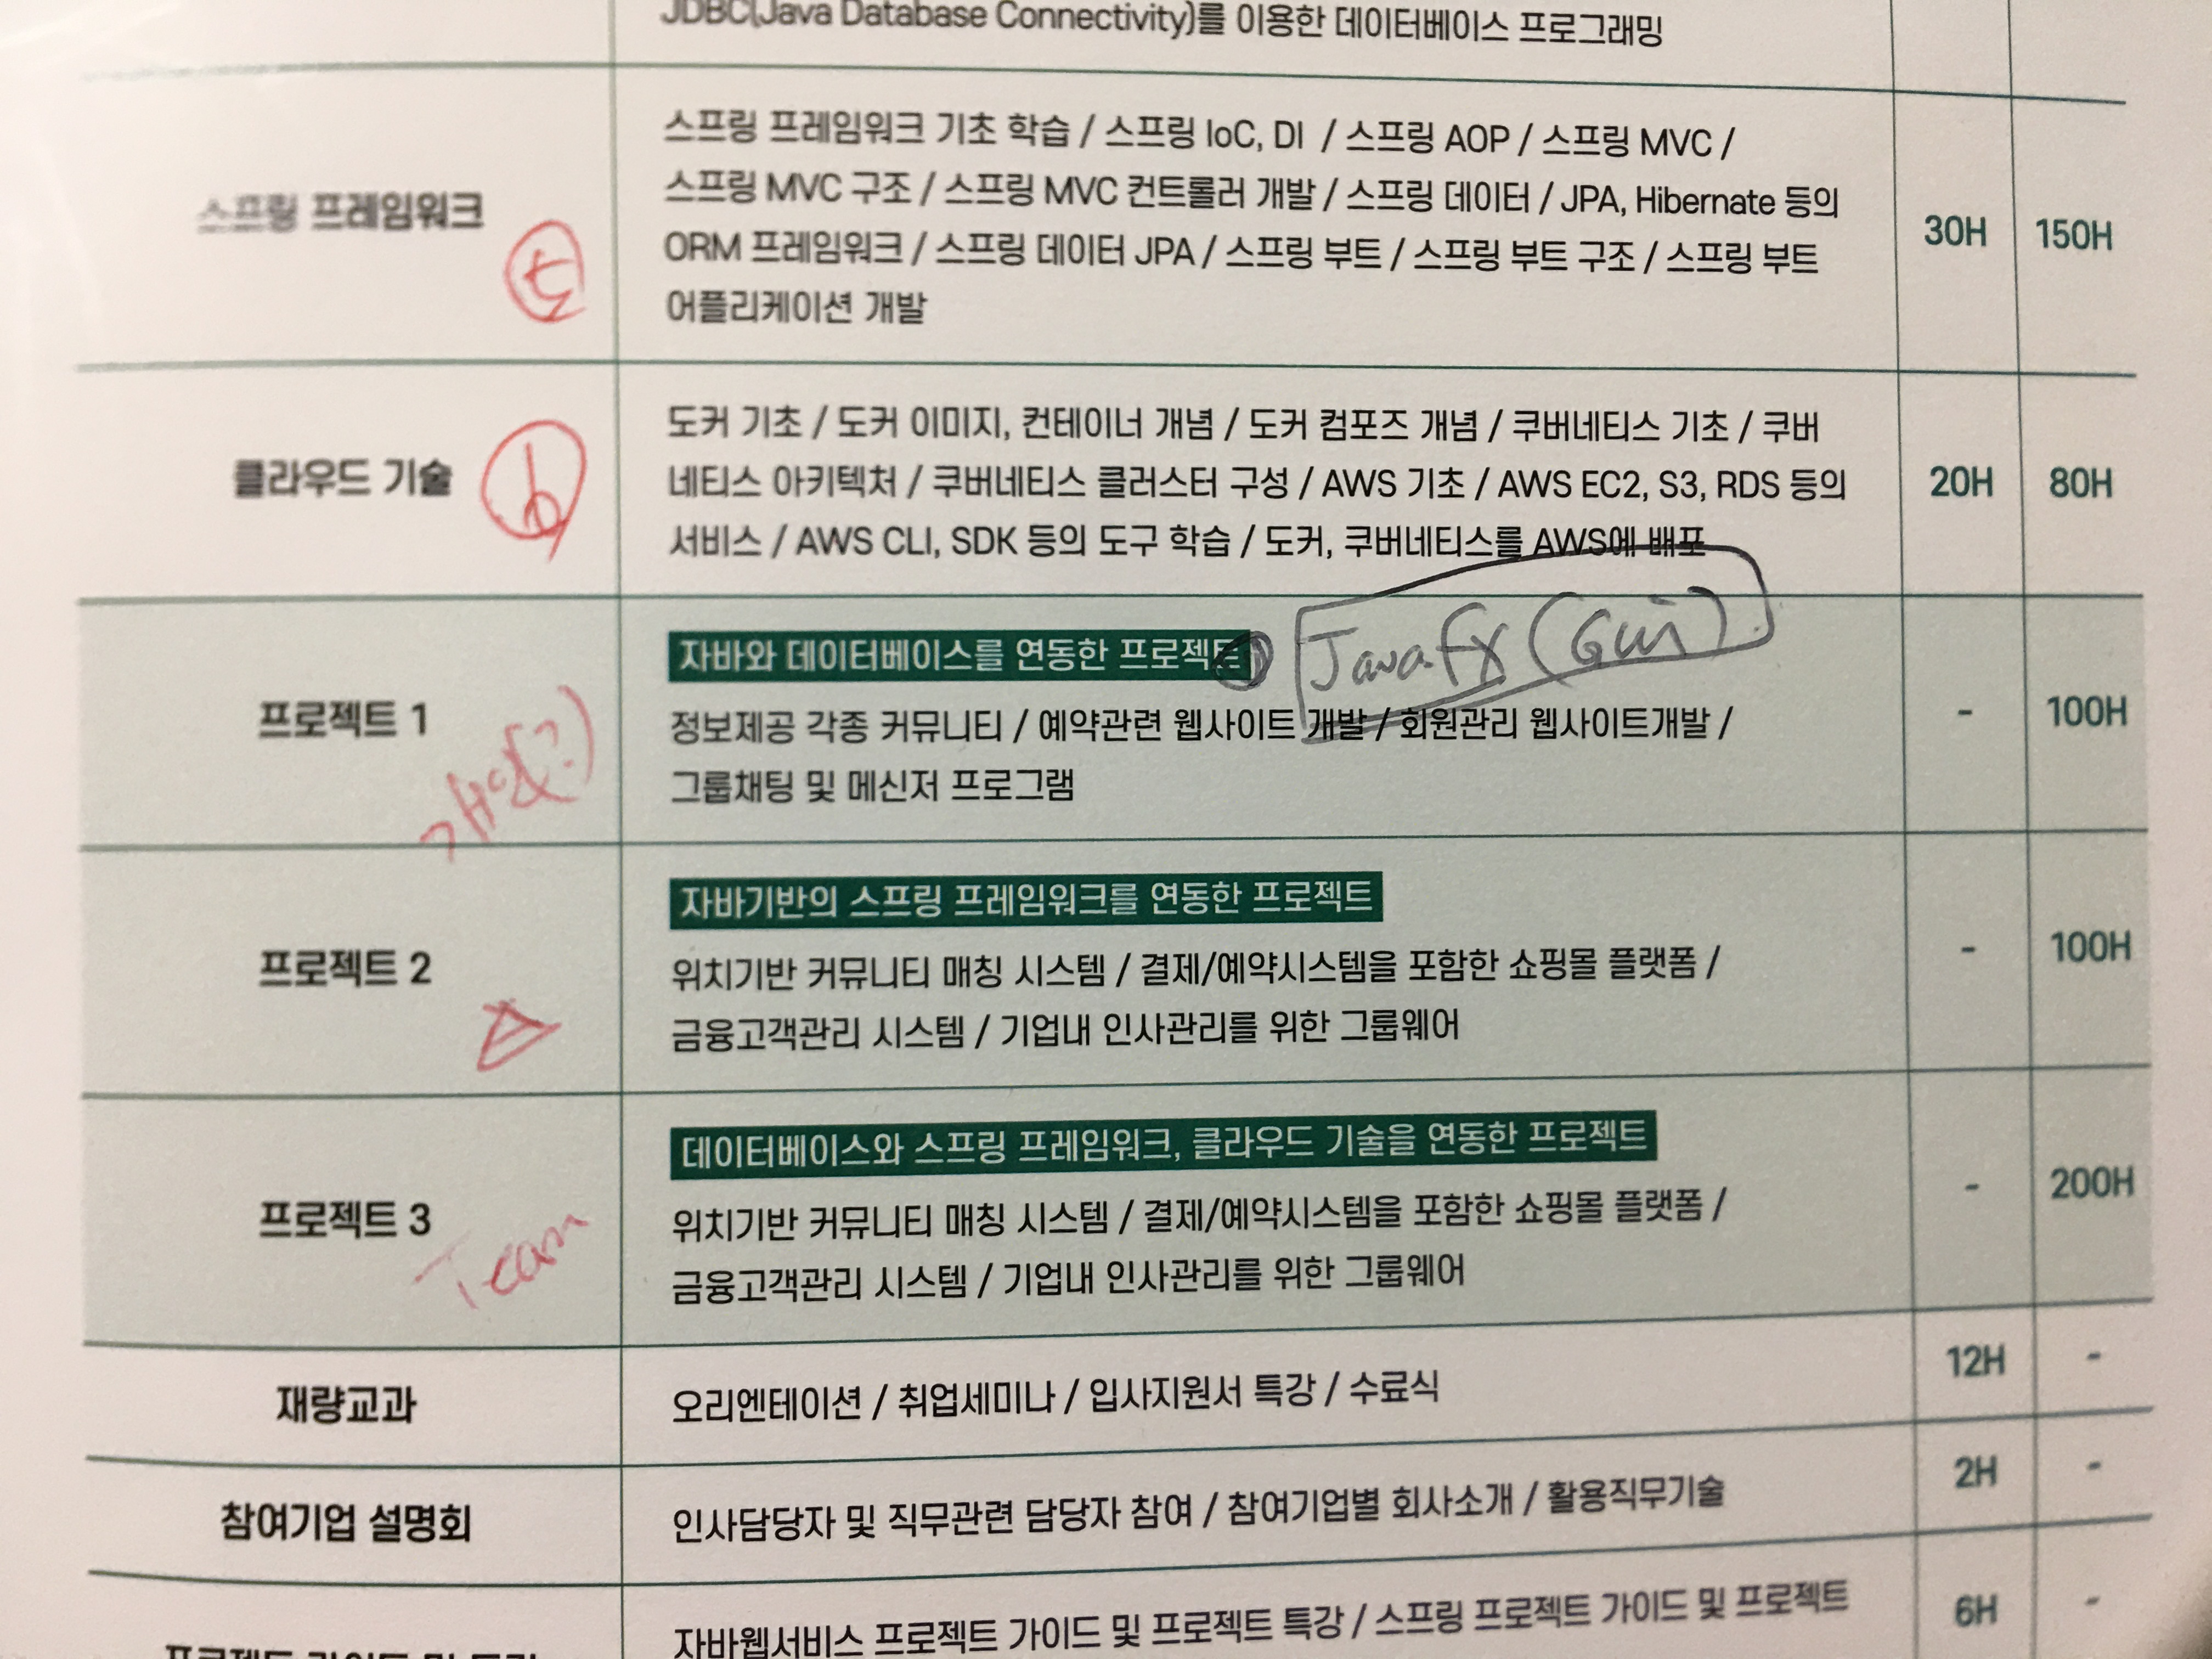 JDBC(Java Database Connectivity)를 이용한 데이터베이스 프로그래밍
스프링 프레임워크
⑤
스프링 프레임워크 기초 학습 / 스프링 IoC, DI / 스프링 AOP / 스프링 MVC /
스프링 MVC 구조 / 스프링 MVC 컨트롤러 개발 / 스프링 데이터 / JPA, Hibernate 등의
ORM 프레임워크 / 스프링 데이터 JPA / 스프링 부트 / 스프링 부트 구조 / 스프링 부트
어플리케이션 개발
30H
150H
클라우드 기술
⑥
도커 기초 / 도커 이미지, 컨테이너 개념 / 도커 컴포즈 개념 / 쿠버네티스 기초 / 쿠버
네티스 아키텍처 / 쿠버네티스 클러스터 구성 / AWS 기초 / AWS EC2, S3, RDS 등의
서비스 / AWS CLI, SDK 등의 도구 학습 / 도커, 쿠버네티스를 AWS에 배포
20H
80H
프로젝트 1
개인(?)
자바와 데이터베이스를 연동한 프로젝트
① JavaFX (Gui)
정보제공 각종 커뮤니티 / 예약관련 웹사이트 개발 / 회원관리 웹사이트개발 /
그룹채팅 및 메신저 프로그램
-
100H
프로젝트 2
자바기반의 스프링 프레임워크를 연동한 프로젝트
위치기반 커뮤니티 매칭 시스템 / 결제/예약시스템을 포함한 쇼핑몰 플랫폼 /
금융고객관리 시스템 / 기업내 인사관리를 위한 그룹웨어
-
100H
프로젝트 3
Team
데이터베이스와 스프링 프레임워크, 클라우드 기술을 연동한 프로젝트
위치기반 커뮤니티 매칭 시스템 / 결제/예약시스템을 포함한 쇼핑몰 플랫폼 /
금융고객관리 시스템 / 기업내 인사관리를 위한 그룹웨어
-
200H
재량교과
오리엔테이션 / 취업세미나 / 입사지원서 특강 / 수료식
12H
-
참여기업 설명회
인사담당자 및 직무관련 담당자 참여 / 참여기업별 회사소개 / 활용직무기술
2H
-
자바웹서비스 프로젝트 가이드 및 프로젝트 특강 / 스프링 프로젝트 가이드 및 프로젝트
6H
-